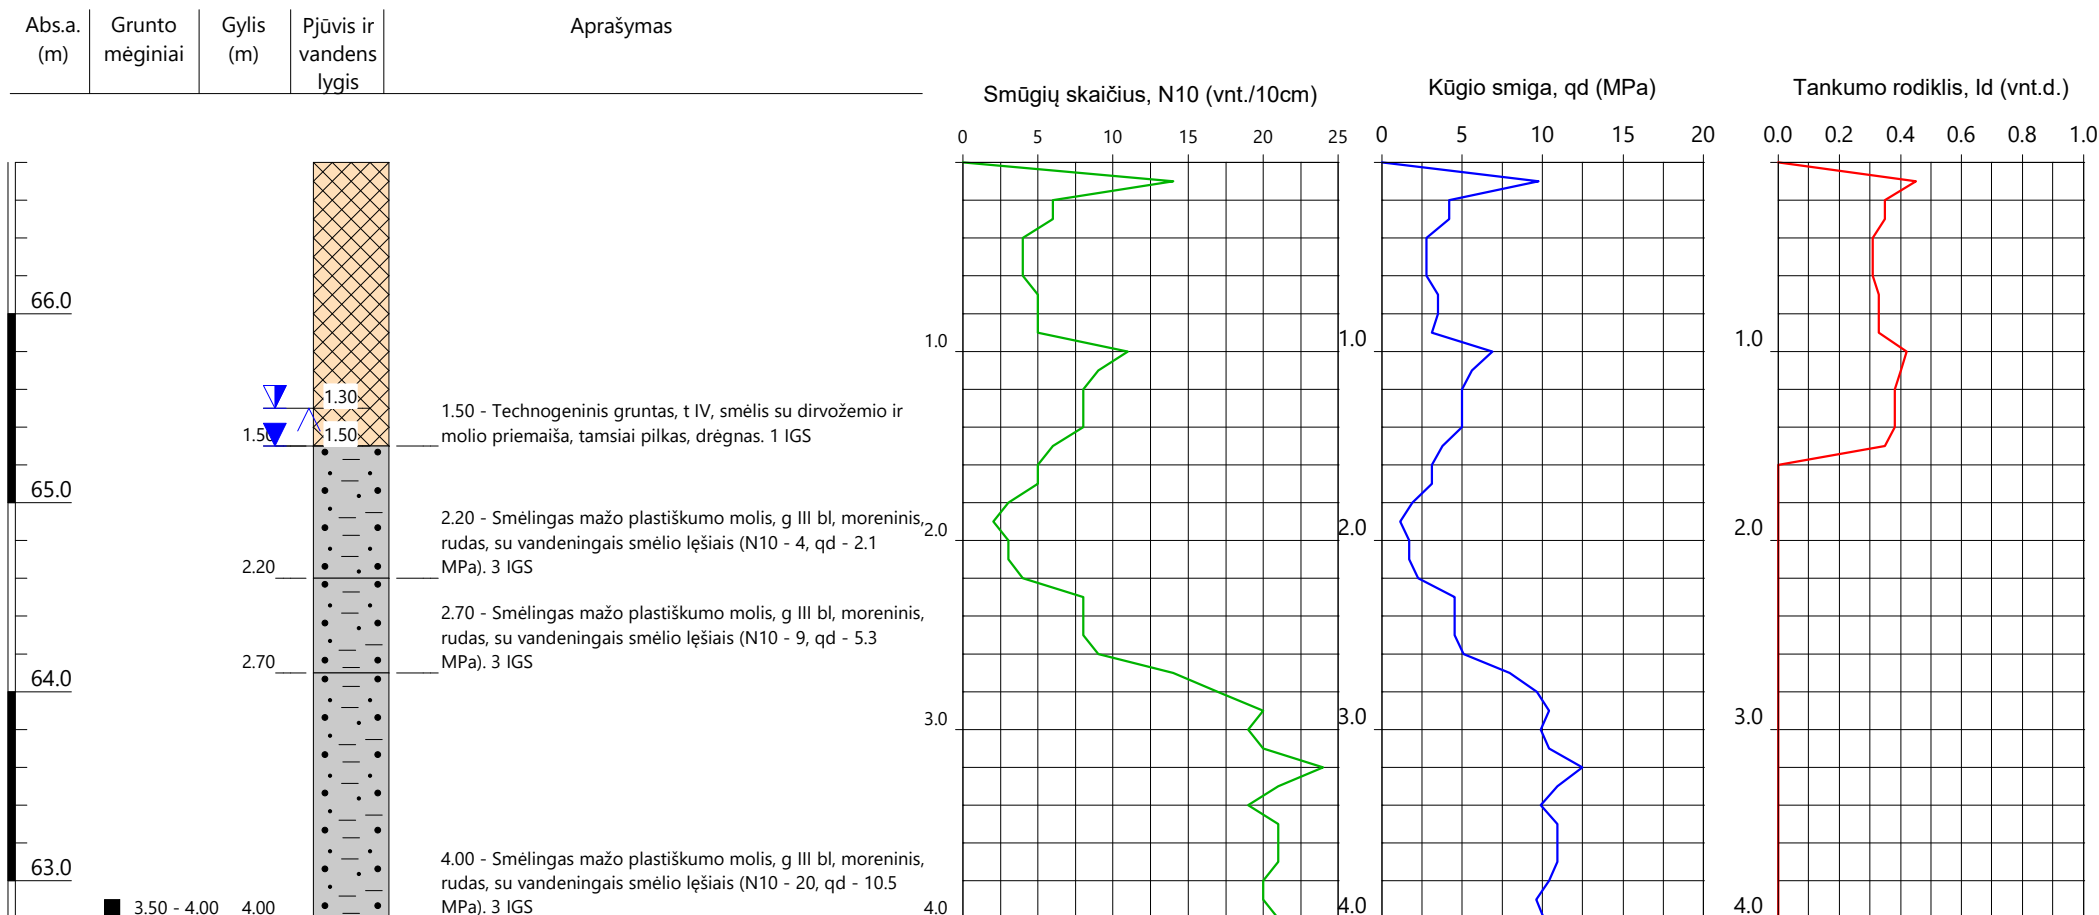 Abs.a.
(m)
Grunto
mėginiai
Gylis
(m)
Pjūvis ir
vandens
lygis
Aprašymas
Smūgių skaičius, N10 (vnt./10cm)
Kūgio smiga, qd (MPa)
Tankumo rodiklis, Id (vnt.d.)
0 5 10 15 20 25
0 5 10 15 20
0.0 0.2 0.4 0.6 0.8 1.0
66.0
1.0
1.0
1.0
1.30
1.50
1.50
1.50 - Technogeninis gruntas, t IV, smėlis su dirvožemio ir
molio priemaiša, tamsiai pilkas, drėgnas. 1 IGS
65.0
2.20 - Smėlingas mažo plastiškumo molis, g III bl, moreninis,
rudas, su vandeningais smėlio lęšiais (N10 - 4, qd - 2.1
MPa). 3 IGS
2.0
2.0
2.0
2.20
2.70 - Smėlingas mažo plastiškumo molis, g III bl, moreninis,
rudas, su vandeningais smėlio lęšiais (N10 - 9, qd - 5.3
MPa). 3 IGS
2.70
64.0
3.0
3.0
3.0
63.0
4.00 - Smėlingas mažo plastiškumo molis, g III bl, moreninis,
rudas, su vandeningais smėlio lęšiais (N10 - 20, qd - 10.5
MPa). 3 IGS
3.50 - 4.00
4.00
4.0
4.0
4.0